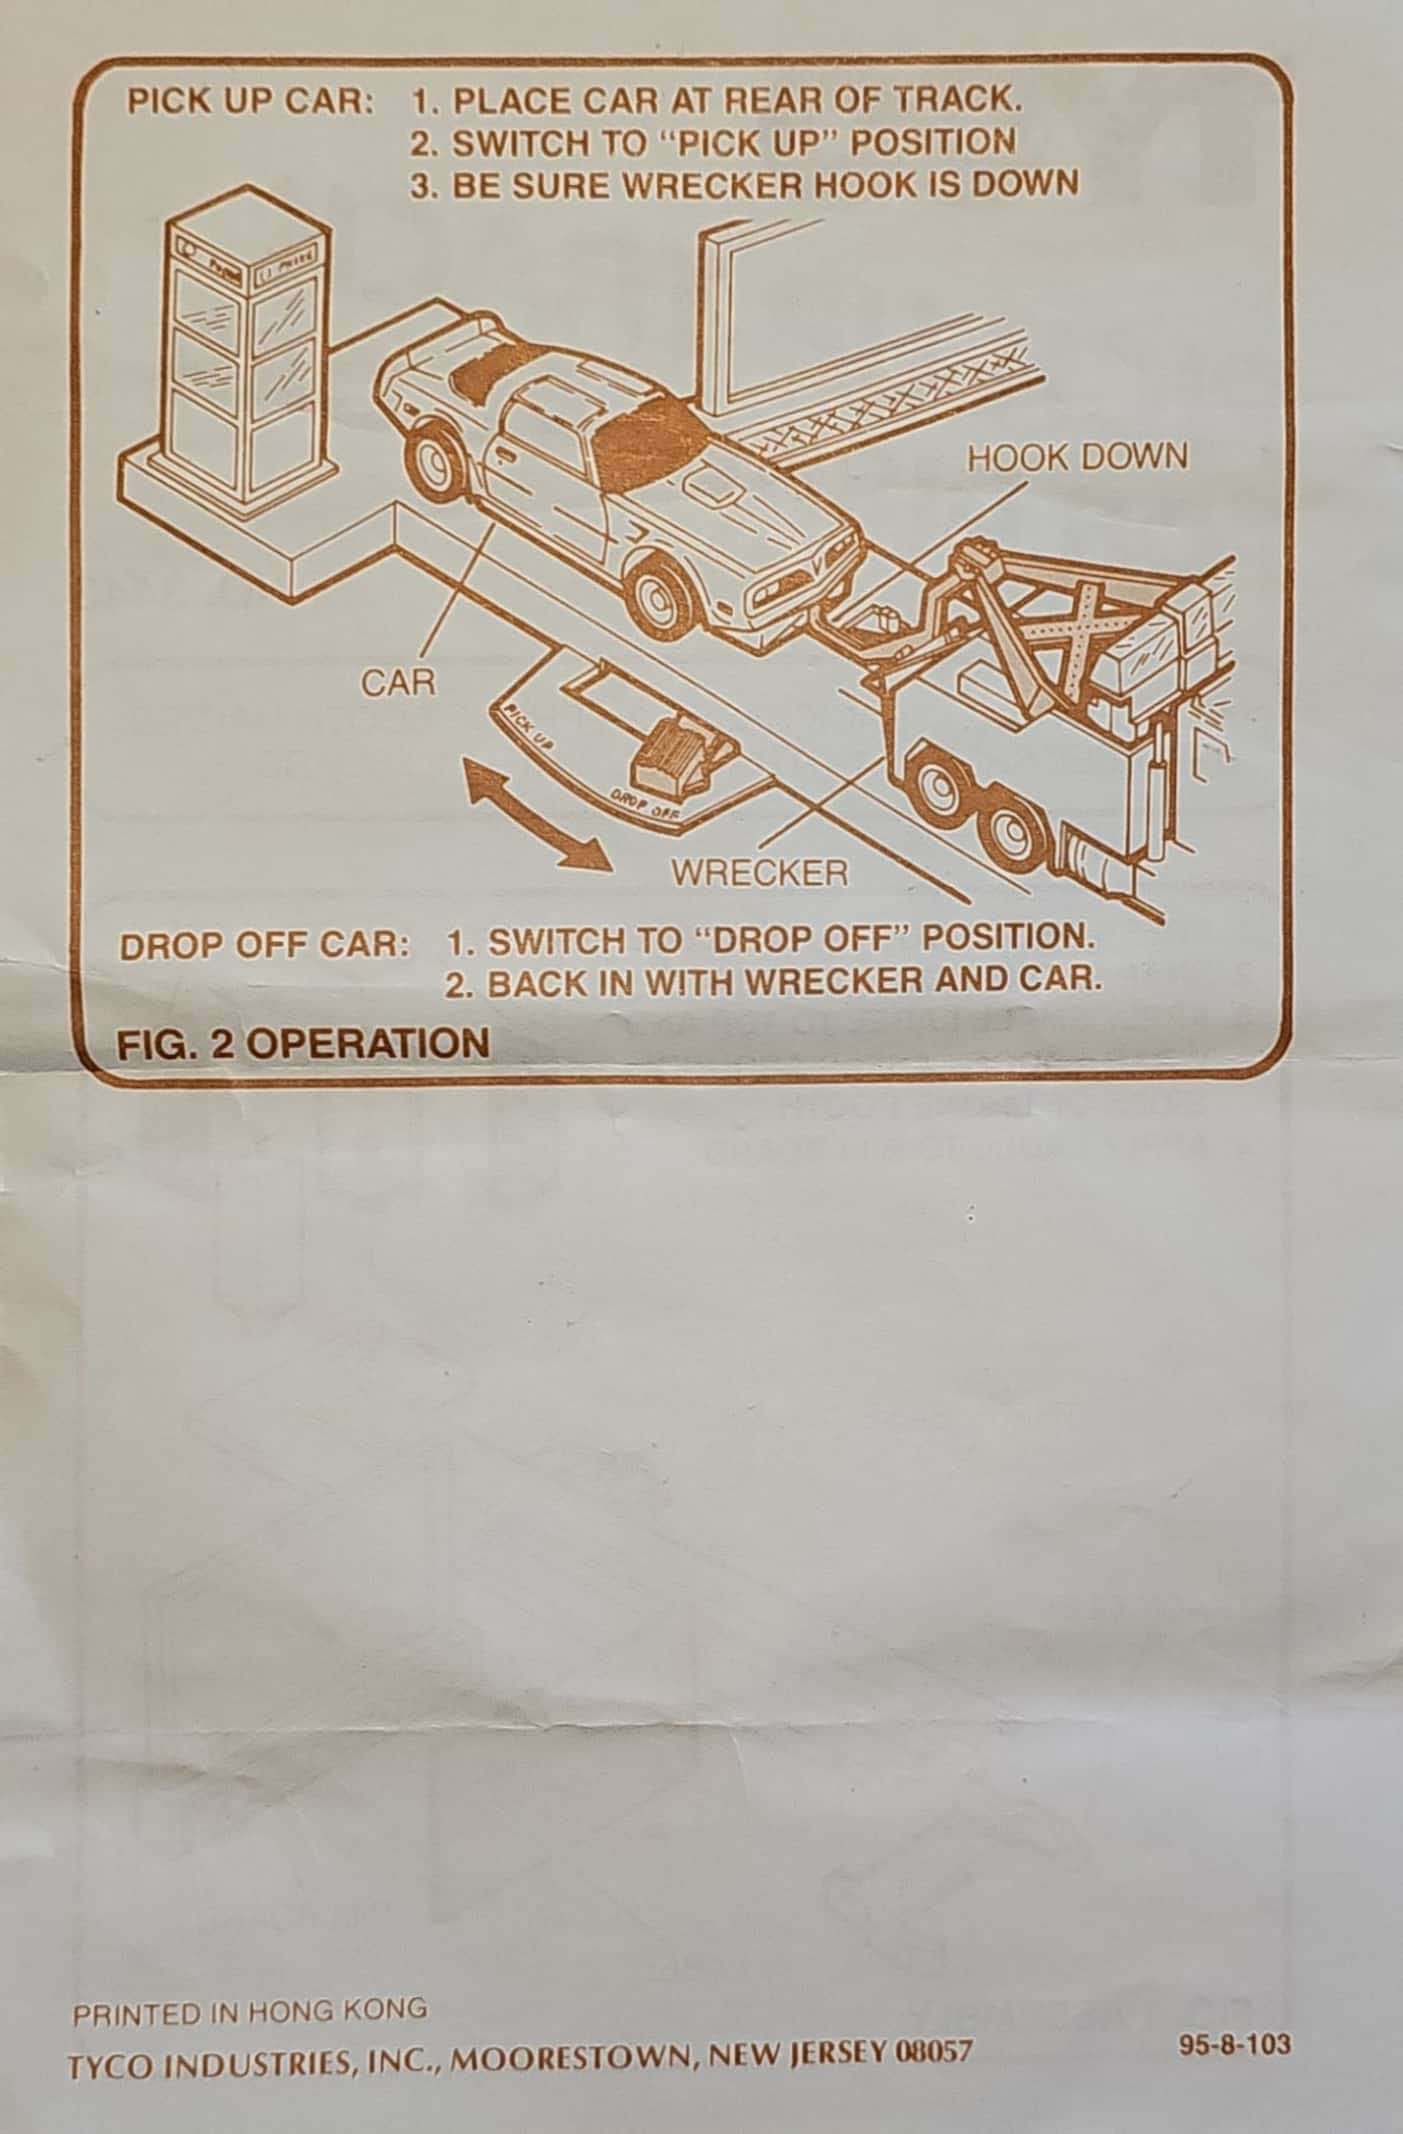 PICK UP CAR: 1. PLACE CAR AT REAR OF TRACK.
2. SWITCH TO “PICK UP” POSITION
3. BE SURE WRECKER HOOK IS DOWN
HOOK DOWN
CAR
PICK UP
DROP OFF
WRECKER
DROP OFF CAR: 1. SWITCH TO “DROP OFF” POSITION.
2. BACK IN WITH WRECKER AND CAR.
FIG. 2 OPERATION
PRINTED IN HONG KONG
TYCO INDUSTRIES, INC., MOORESTOWN, NEW JERSEY 08057
95-8-103